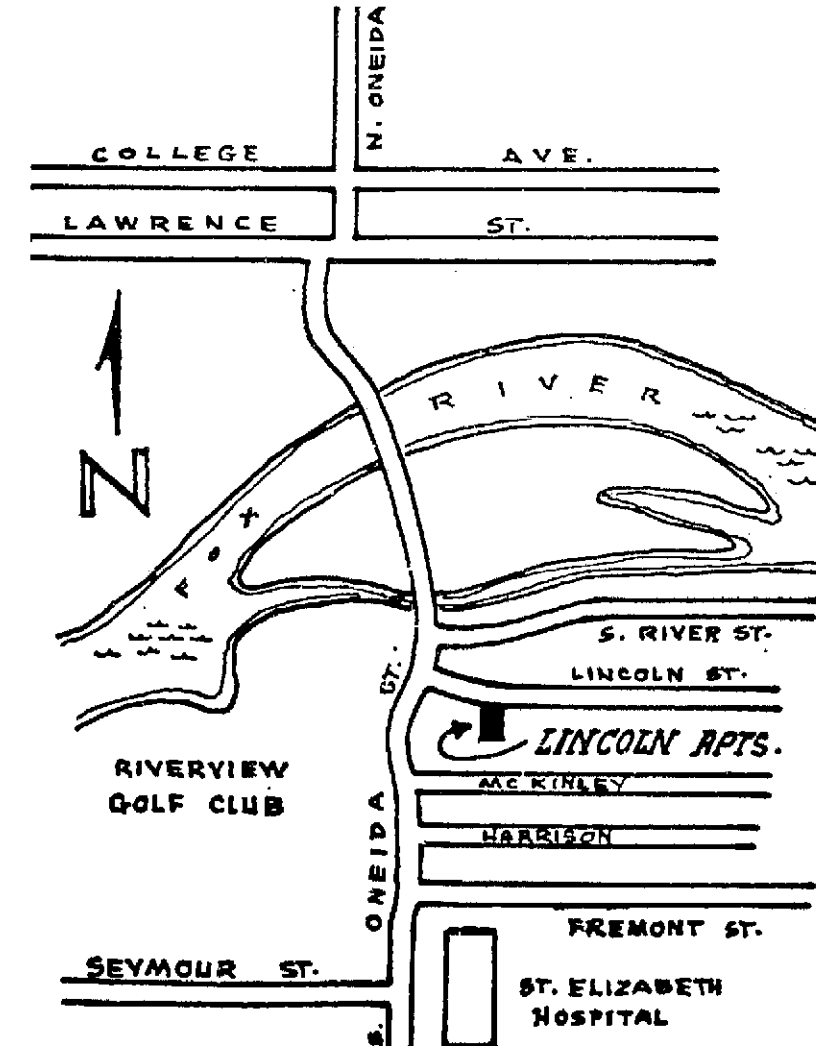 N. ONEIDA
COLLEGE AVE.
LAWRENCE ST.
RIVER
N
FOX
S. RIVER ST.
ST.
LINCOLN ST.
LINCOLN APTS.
RIVERVIEW
GOLF CLUB
MC KINLEY
ONEIDA
HARRISON
FREMONT ST.
SEYMOUR ST.
ST. ELIZABETH
HOSPITAL
S.